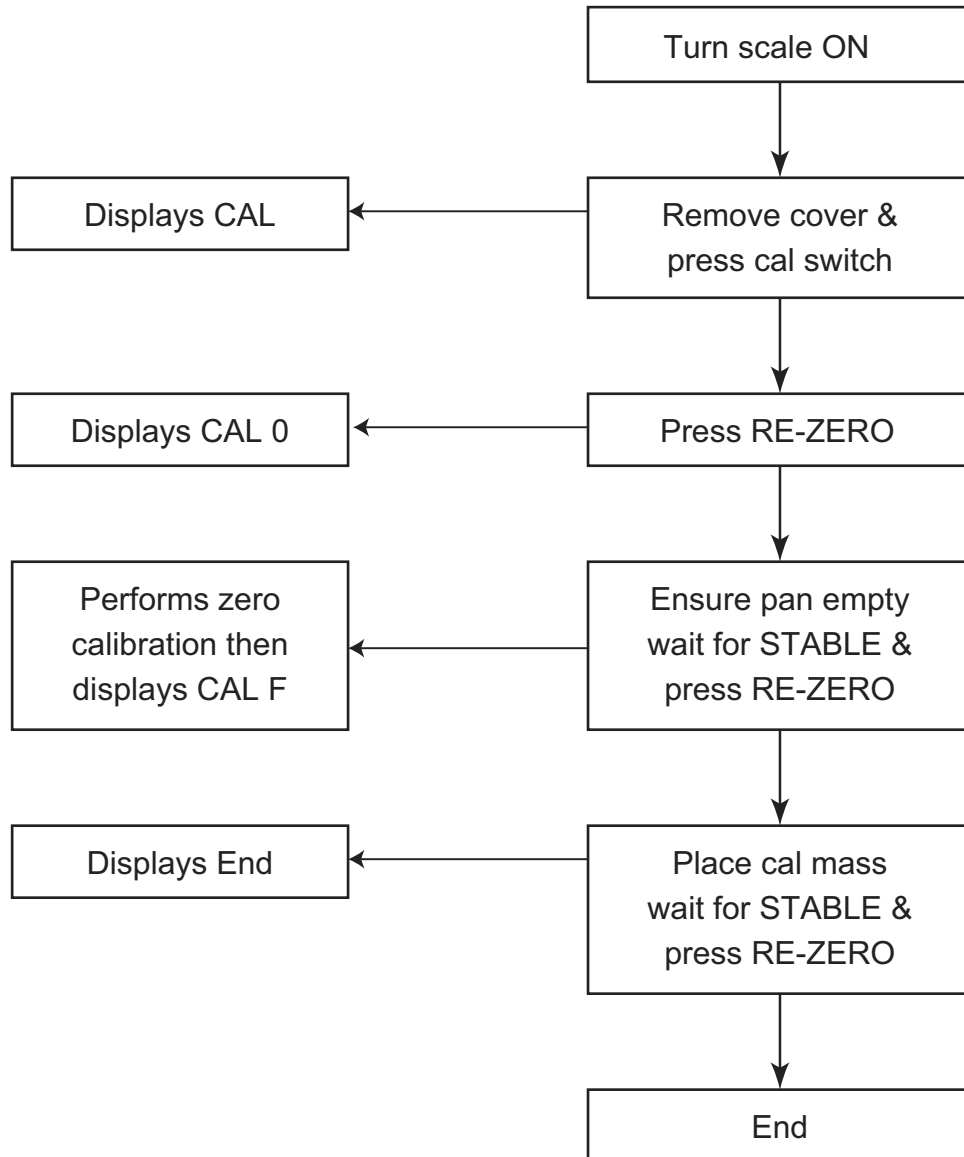 Turn scale ON
Displays CAL
Remove cover &
press cal switch
Displays CAL 0
Press RE-ZERO
Performs zero
calibration then
displays CAL F
Ensure pan empty
wait for STABLE &
press RE-ZERO
Displays End
Place cal mass
wait for STABLE &
press RE-ZERO
End